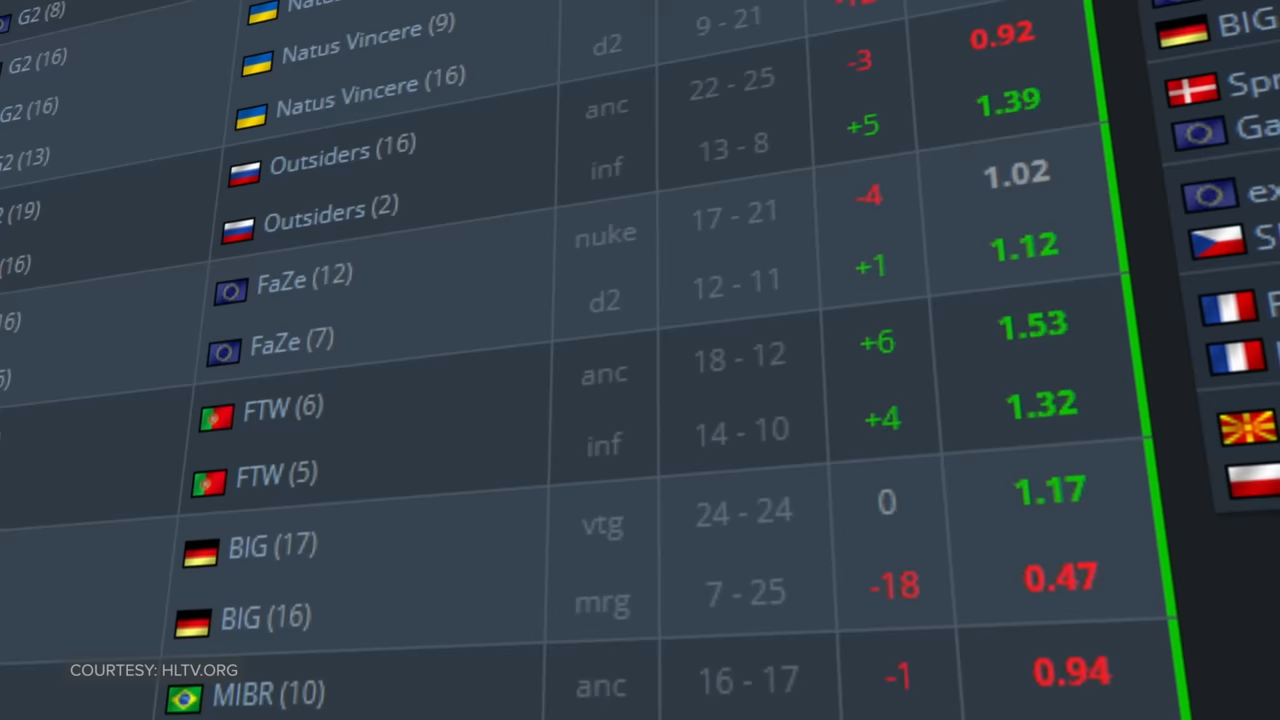 G2 (8)
G2 (16) Natus
G2 (16) Natus Vincere (9)
G2 (13) Natus Vincere (16) d2 9 - 21 -12
(19) Outsiders (16) anc 22 - 25 -3 0.92
(16) Outsiders (2) inf 13 - 8 +5 1.39
16) FaZe (12) nuke 17 - 21 -4 1.02
FaZe (7) d2 12 - 11 +1 1.12
FTW (6) anc 18 - 12 +6 1.53
FTW (5) inf 14 - 10 +4 1.32
BIG (17) vtg 24 - 24 0 1.17
BIG (16) mrg 7 - 25 -18 0.47
MIBR (10) anc 16 - 17 -1 0.94
BIG
Spr
Ga
ex
COURTESY: HLTV.ORG